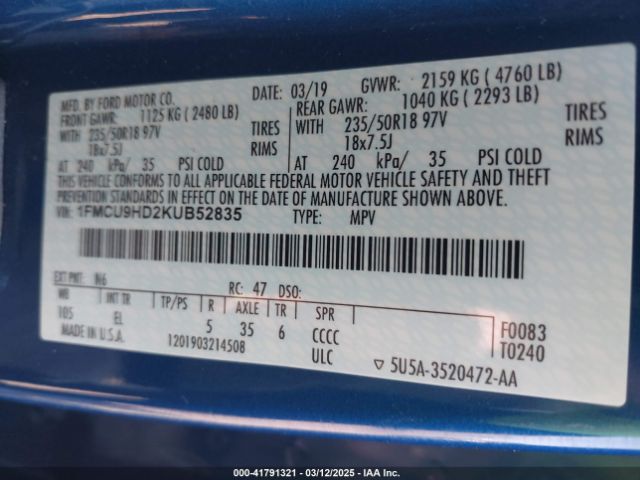 MFD. BY FORD MOTOR CO. DATE: 03/19 GVWR: 2159 KG ( 4760 LB)
FRONT GAWR: 1125 KG ( 2480 LB) REAR GAWR: 1040 KG ( 2293 LB)
WITH 235/50R18 97V TIRES WITH 235/50R18 97V TIRES
18x7.5J RIMS 18x7.5J RIMS
AT 240 kPa/ 35 PSI COLD AT 240 kPa/ 35 PSI COLD
THIS VEHICLE CONFORMS TO ALL APPLICABLE FEDERAL MOTOR VEHICLE SAFETY AND THEFT
PREVENTION STANDARDS IN EFFECT ON THE DATE OF MANUFACTURE SHOWN ABOVE.
VIN: 1FMCU9HD2KUB52835 TYPE: MPV
EXT PNT: N6 RC: 47 DSO:
WB INT TR TP/PS R AXLE TR SPR
105 EL 5 35 6 CCCC F0083
MADE IN U.S.A. 1201903214508 ULC T0240
▽ 5U5A-3520472-AA
000-41791321 | 03/12/2025 | IAAI Inc.